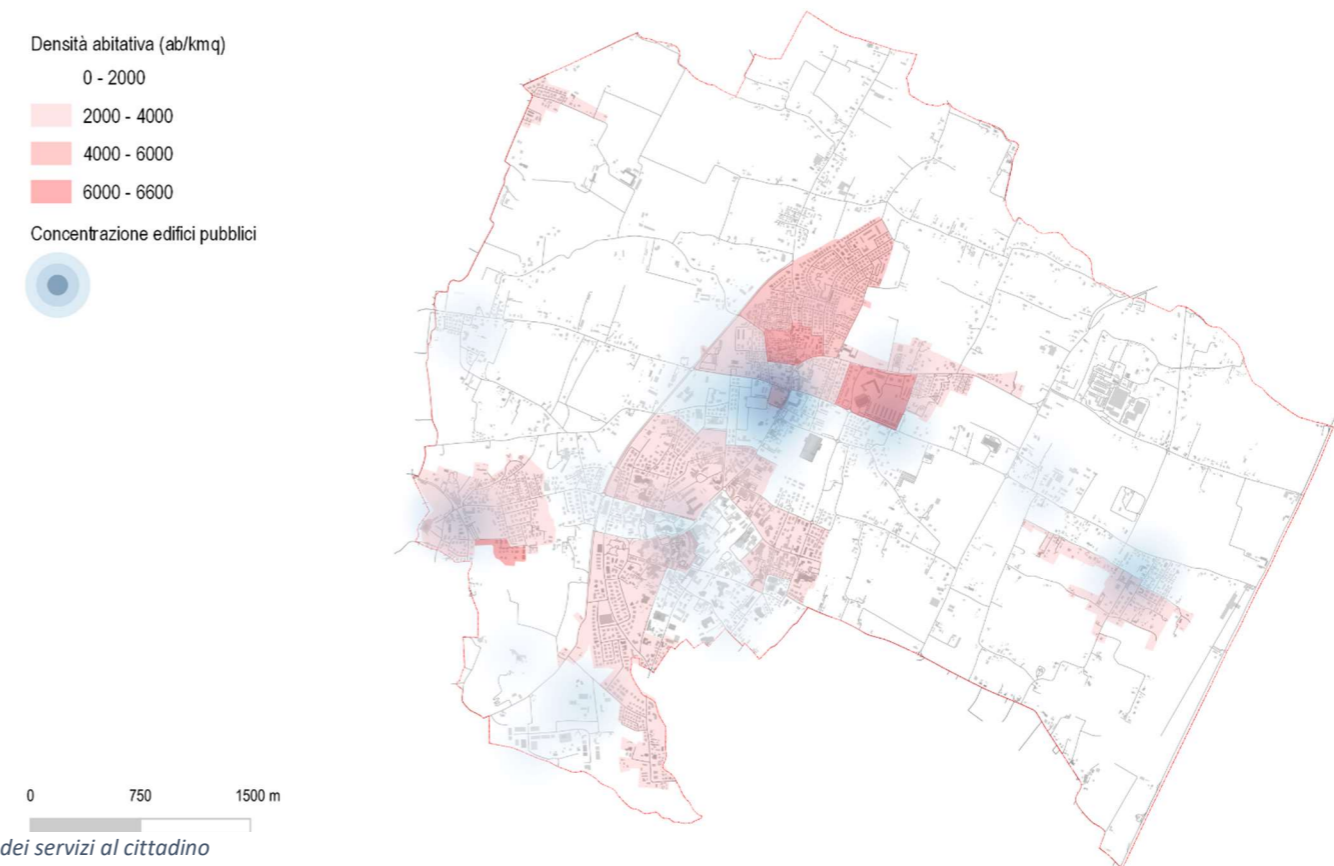 Densità abitativa (ab/kmq)
0 - 2000
2000 - 4000
4000 - 6000
6000 - 6600
Concentrazione edifici pubblici
0 750 1500 m
dei servizi al cittadino